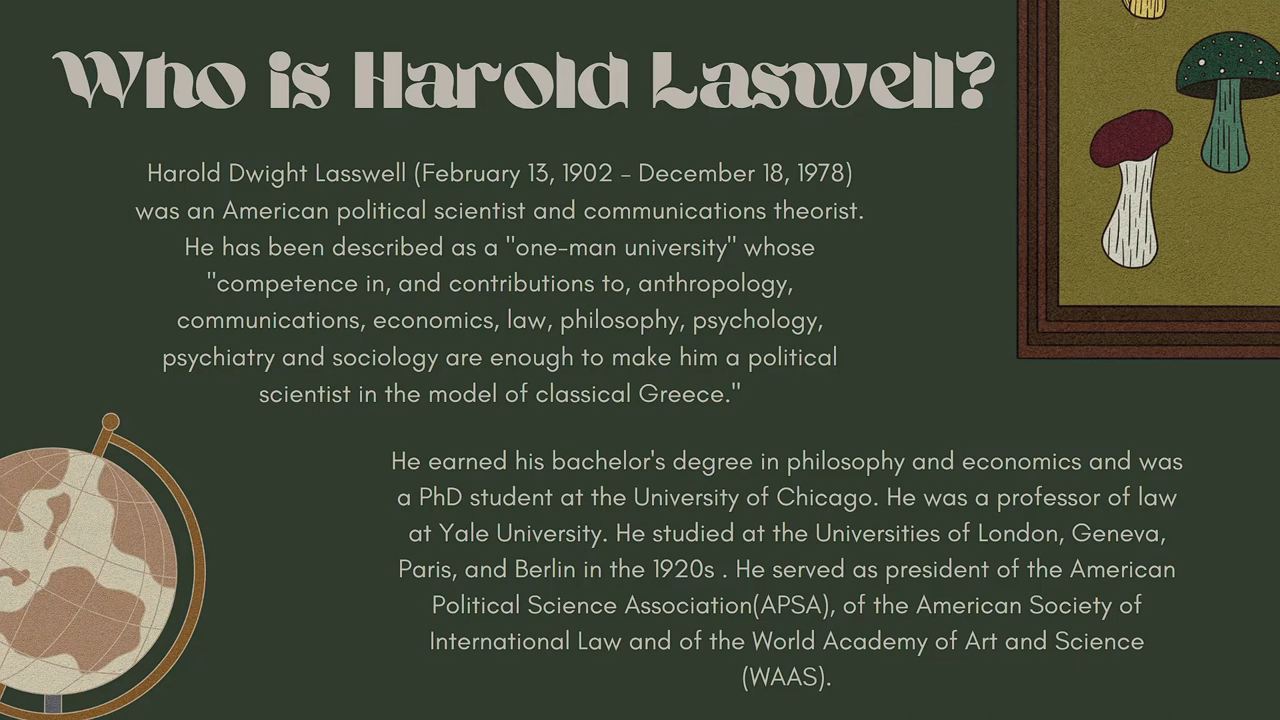 Who is Harold Laswell?
Harold Dwight Lasswell (February 13, 1902 – December 18, 1978)
was an American political scientist and communications theorist.
He has been described as a "one-man university" whose
"competence in, and contributions to, anthropology,
communications, economics, law, philosophy, psychology,
psychiatry and sociology are enough to make him a political
scientist in the model of classical Greece."
He earned his bachelor's degree in philosophy and economics and was
a PhD student at the University of Chicago. He was a professor of law
at Yale University. He studied at the Universities of London, Geneva,
Paris, and Berlin in the 1920s . He served as president of the American
Political Science Association(APSA), of the American Society of
International Law and of the World Academy of Art and Science
(WAAS).